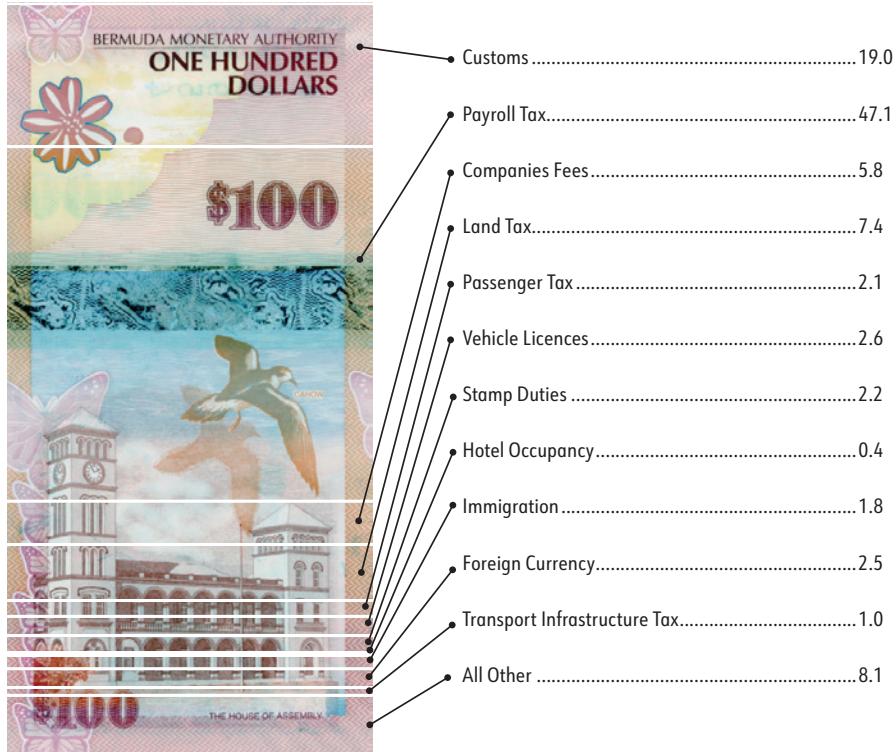 BERMUDA MONETARY AUTHORITY
ONE HUNDRED
DOLLARS
$100
CAHOW
$100
THE HOUSE OF ASSEMBLY
Customs ........................................................ 19.0
Payroll Tax..................................................... 47.1
Companies Fees............................................. 5.8
Land Tax......................................................... 7.4
Passenger Tax ................................................ 2.1
Vehicle Licences............................................. 2.6
Stamp Duties ................................................. 2.2
Hotel Occupancy............................................ 0.4
Immigration ................................................... 1.8
Foreign Currency............................................ 2.5
Transport Infrastructure Tax.......................... 1.0
All Other ........................................................ 8.1